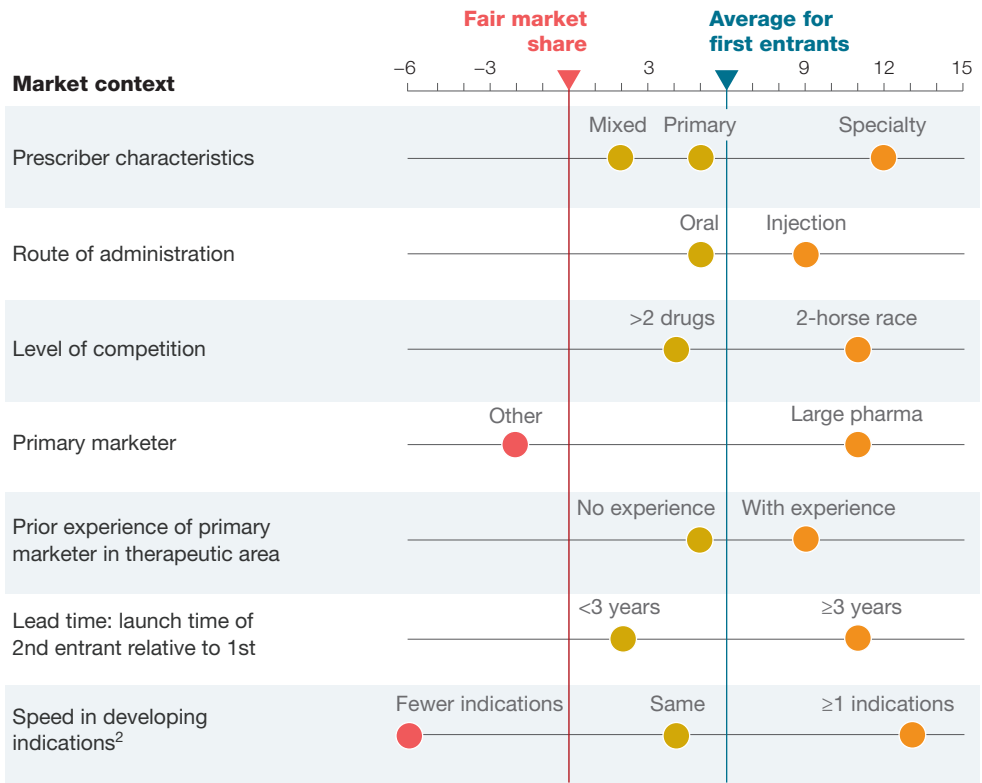 Fair market
share
Average for
first entrants
Market context
–6 –3 3 9 12 15
Mixed Primary Specialty
Prescriber characteristics
Oral Injection
Route of administration
>2 drugs 2-horse race
Level of competition
Other Large pharma
Primary marketer
No experience With experience
Prior experience of primary
marketer in therapeutic area
<3 years ≥3 years
Lead time: launch time of
2nd entrant relative to 1st
Fewer indications Same ≥1 indications
Speed in developing
indications²